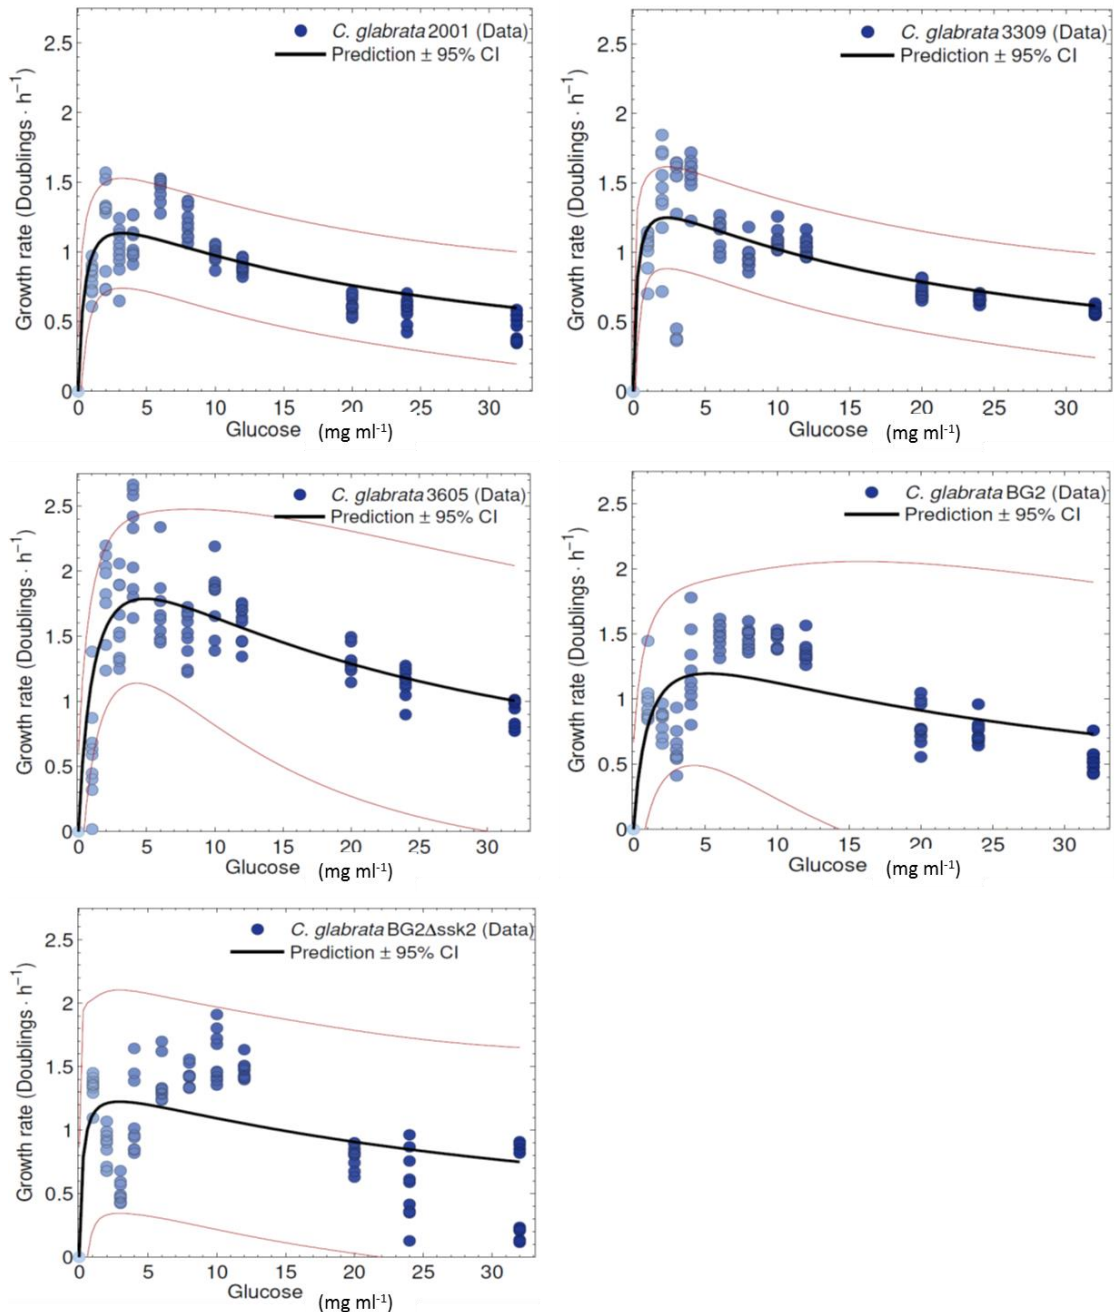 C. glabrata 2001 (Data)
Prediction ± 95% CI
Growth rate (Doublings · h⁻¹)
2.5
2
1.5
1
0.5
0
0 5 10 15 20 25 30
Glucose (mg ml⁻¹)
C. glabrata 3309 (Data)
Prediction ± 95% CI
Growth rate (Doublings · h⁻¹)
2.5
2
1.5
1
0.5
0
0 5 10 15 20 25 30
Glucose (mg ml⁻¹)
C. glabrata 3605 (Data)
Prediction ± 95% CI
Growth rate (Doublings · h⁻¹)
2.5
2
1.5
1
0.5
0
0 5 10 15 20 25 30
Glucose (mg ml⁻¹)
C. glabrata BG2 (Data)
Prediction ± 95% CI
Growth rate (Doublings · h⁻¹)
2.5
2
1.5
1
0.5
0
0 5 10 15 20 25 30
Glucose (mg ml⁻¹)
C. glabrata BG2Δssk2 (Data)
Prediction ± 95% CI
Growth rate (Doublings · h⁻¹)
2.5
2
1.5
1
0.5
0
0 5 10 15 20 25 30
Glucose (mg ml⁻¹)